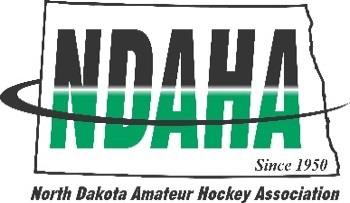 NDAHA
Since 1950
North Dakota Amateur Hockey Association